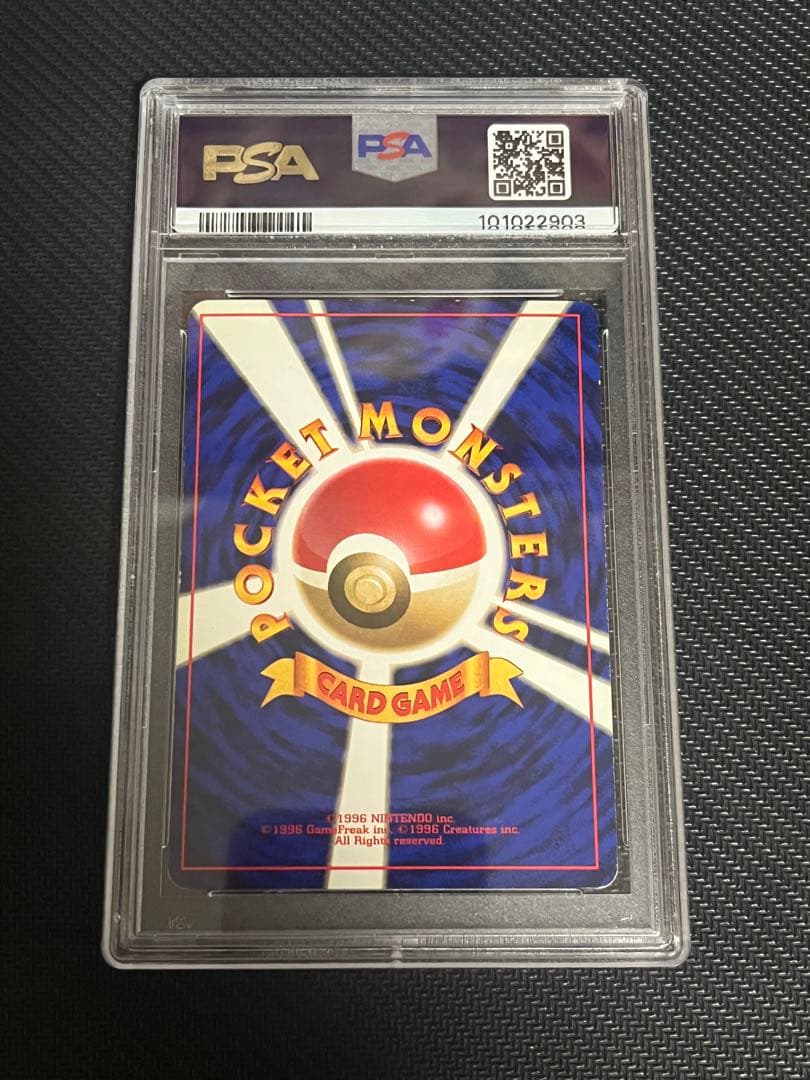 PSA
PSA
101022903
POCKET MONSTERS
CARD GAME
©1996 NINTENDO inc.
©1996 GameFreak inc. ©1996 Creatures inc.
All Rights reserved.